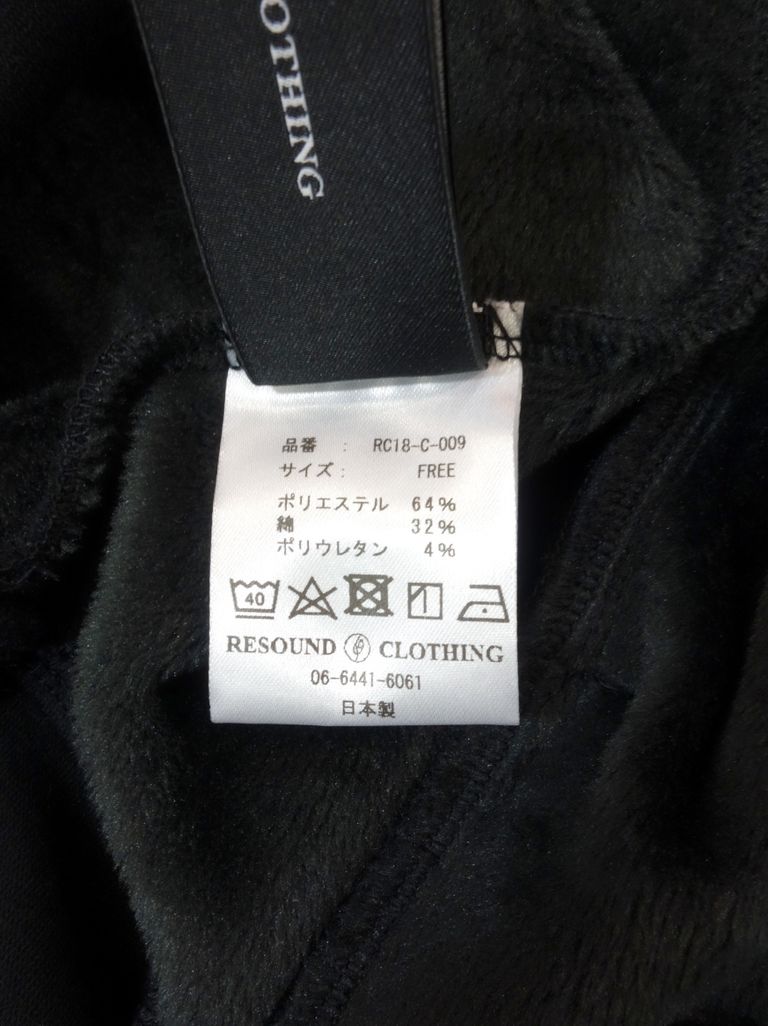 OTHING
品番 : RC18-C-009
サイズ : FREE
ポリエステル 64%
綿 32%
ポリウレタン 4%
40
RESOUND CLOTHING
06-6441-6061
日本製